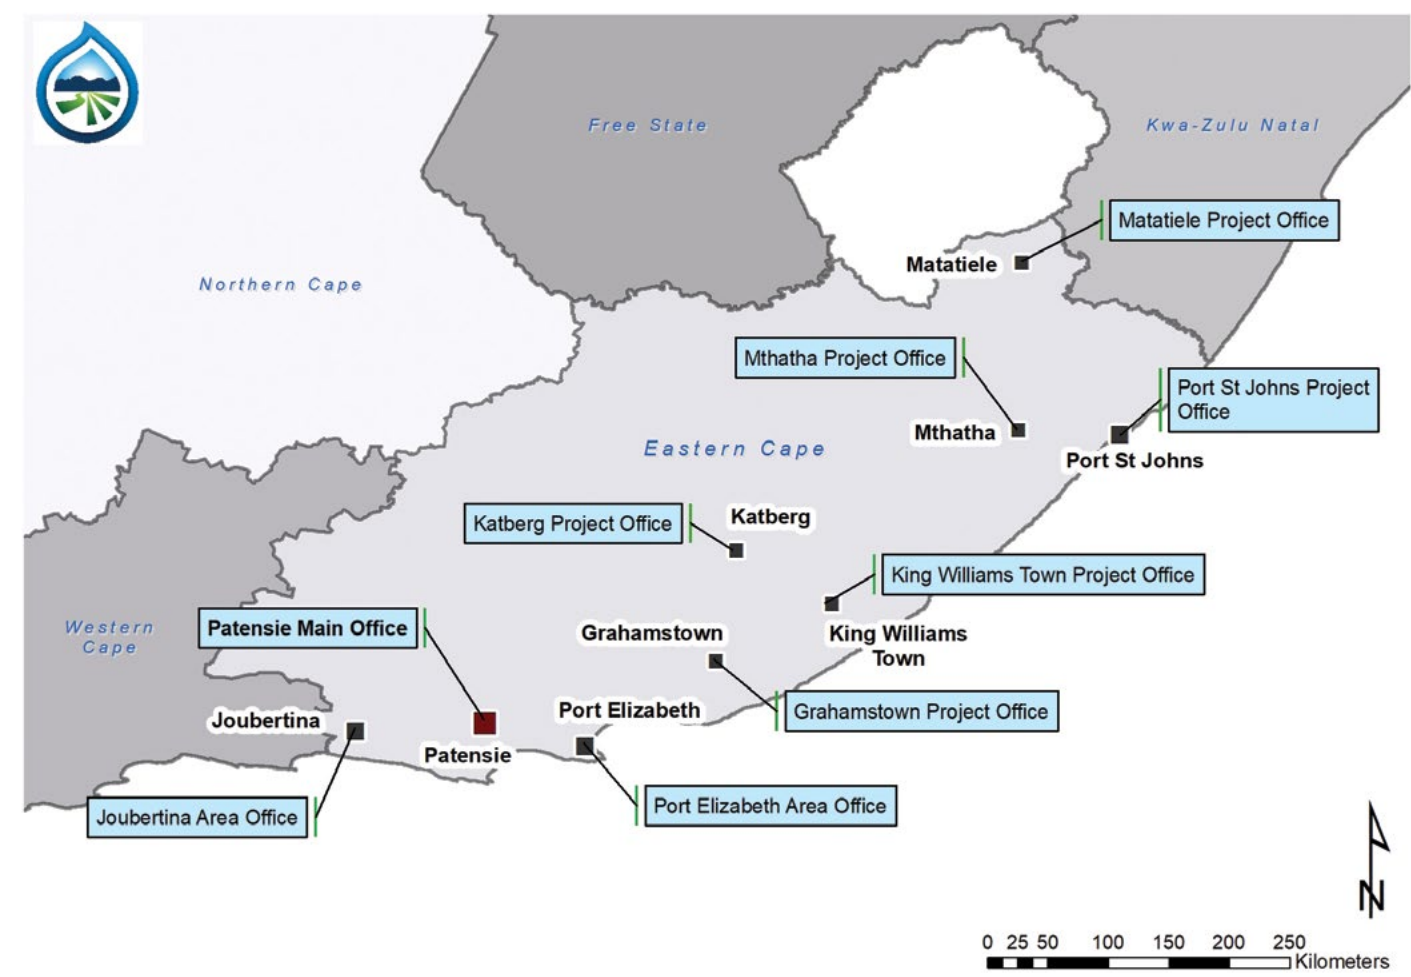 Free State
Kwa-Zulu Natal
Matatiele Project Office
Matatiele
Northern Cape
Mthatha Project Office
Port St Johns Project
Office
Mthatha
Eastern Cape
Port St Johns
Katberg Project Office
Katberg
King Williams Town Project Office
Western
Cape
Patensie Main Office
Grahamstown
King Williams
Town
Joubertina
Port Elizabeth
Grahamstown Project Office
Patensie
Joubertina Area Office
Port Elizabeth Area Office
N
0 25 50 100 150 200 250
Kilometers